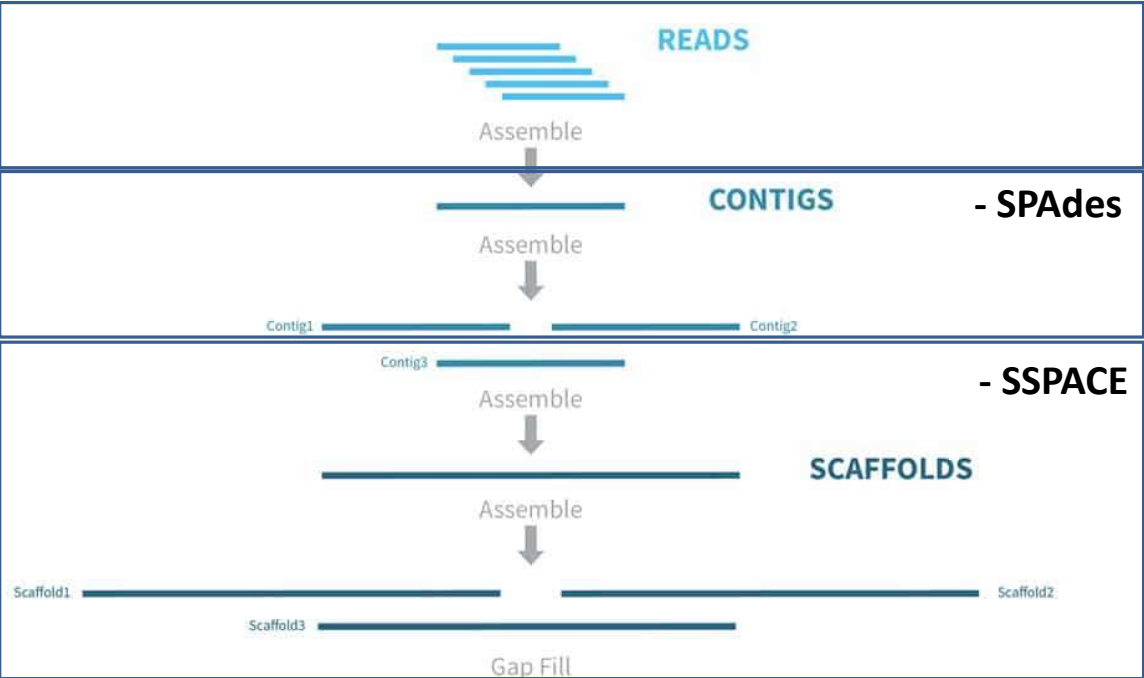 READS
Assemble
CONTIGS
- SPAdes
Assemble
Contig1
Contig2
Contig3
- SSPACE
Assemble
SCAFFOLDS
Assemble
Scaffold1
Scaffold2
Scaffold3
Gap Fill